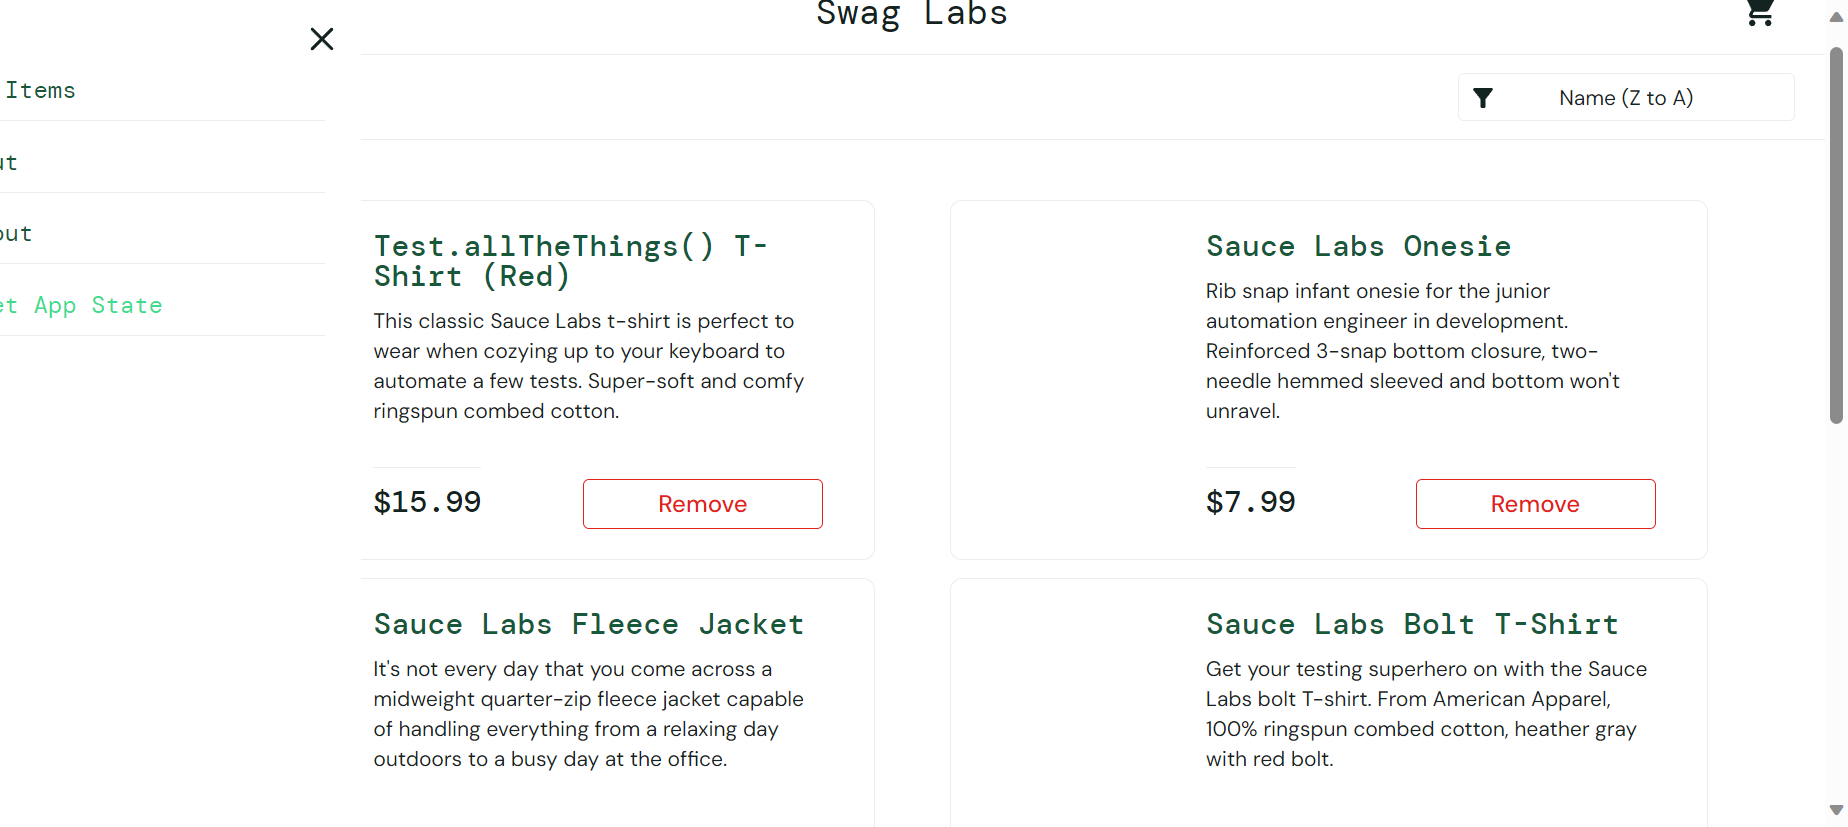 Swag Labs
Items
ut
out
et App State
Name (Z to A)
Test.allTheThings() T-
Shirt (Red)
This classic Sauce Labs t-shirt is perfect to
wear when cozying up to your keyboard to
automate a few tests. Super-soft and comfy
ringspun combed cotton.
$15.99
Remove
Sauce Labs Onesie
Rib snap infant onesie for the junior
automation engineer in development.
Reinforced 3-snap bottom closure, two-
needle hemmed sleeved and bottom won't
unravel.
$7.99
Remove
Sauce Labs Fleece Jacket
It's not every day that you come across a
midweight quarter-zip fleece jacket capable
of handling everything from a relaxing day
outdoors to a busy day at the office.
Sauce Labs Bolt T-Shirt
Get your testing superhero on with the Sauce
Labs bolt T-shirt. From American Apparel,
100% ringspun combed cotton, heather gray
with red bolt.